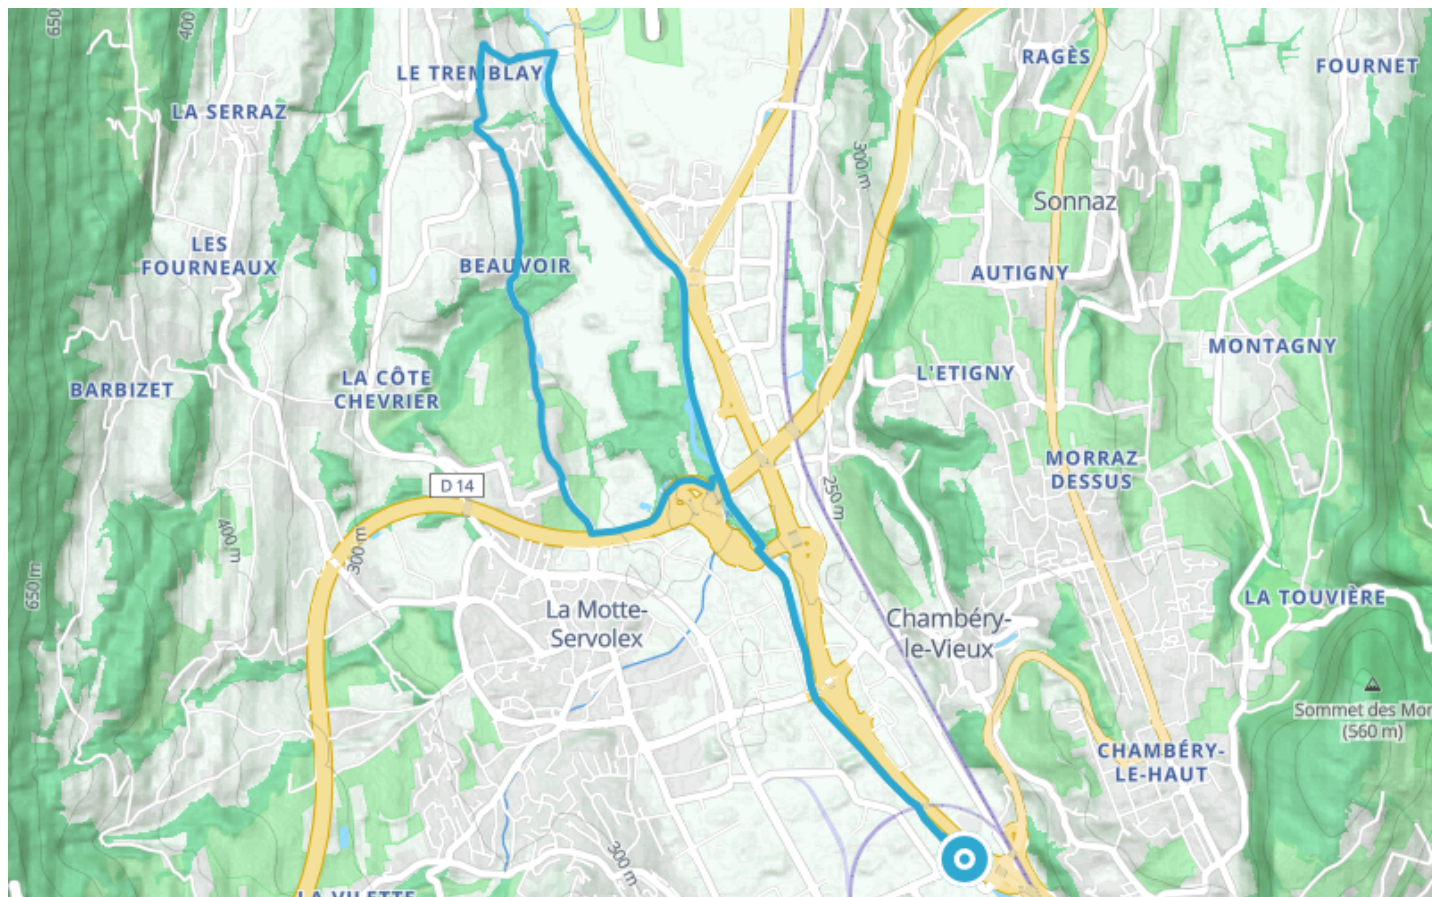 650
400
RAGÈS
FOURNET
LE TREMBLAY
LA SERRAZ
300 m
Sonnaz
LES
FOURNEAUX
BEAUVOIR
AUTIGNY
MONTAGNY
L'ETIGNY
BARBIZET
LA CÔTE
CHEVRIER
MORRAZ
DESSUS
D 14
250 m
400 m
300 m
650 m
LA TOUVIÈRE
La Motte-
Servolex
Chambéry-
le-Vieux
Sommet des Mor
(560 m)
CHAMBÉRY-
LE-HAUT
300 m
LA VILETTE